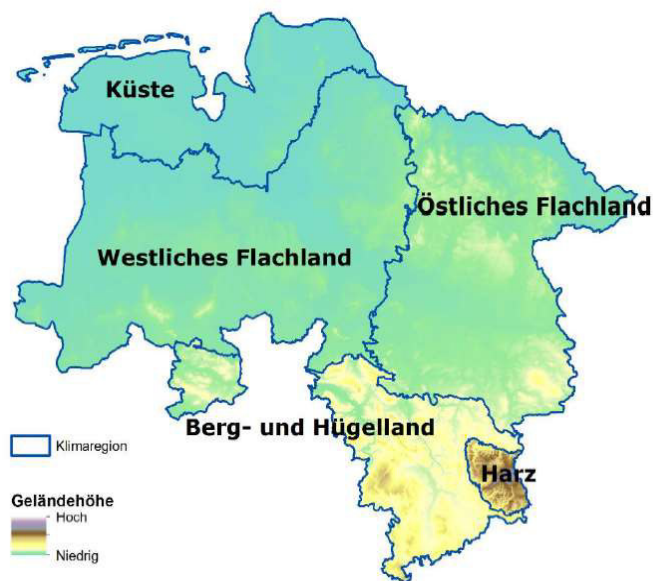 Küste
Östliches Flachland
Westliches Flachland
Berg- und Hügelland
Harz
Klimaregion
Geländehöhe
Hoch
Niedrig